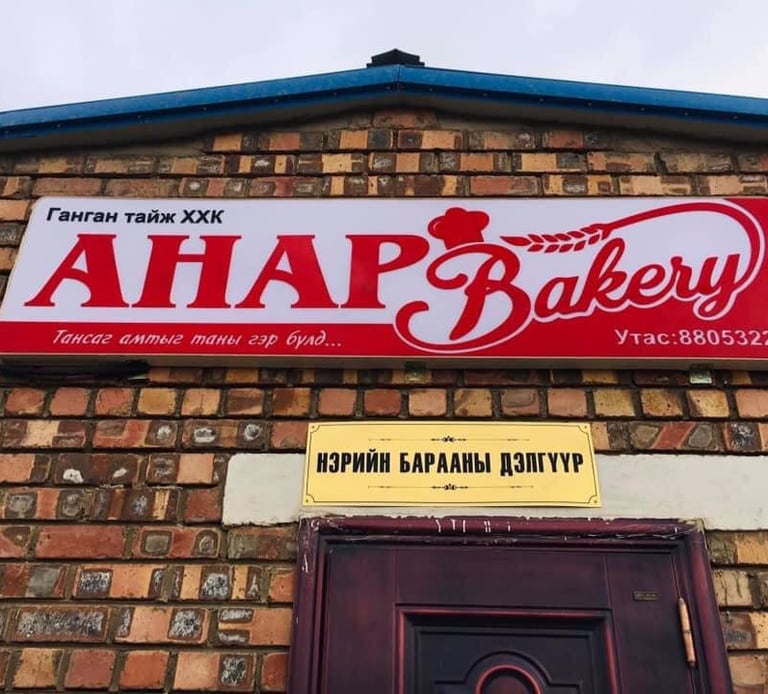 Ганган тайж ХХК
АНАР Bakery
Тансаг амтыг таны гэр бүлд...
Утас:8805322
НЭРИЙН БАРААНЫ ДЭЛГҮҮР